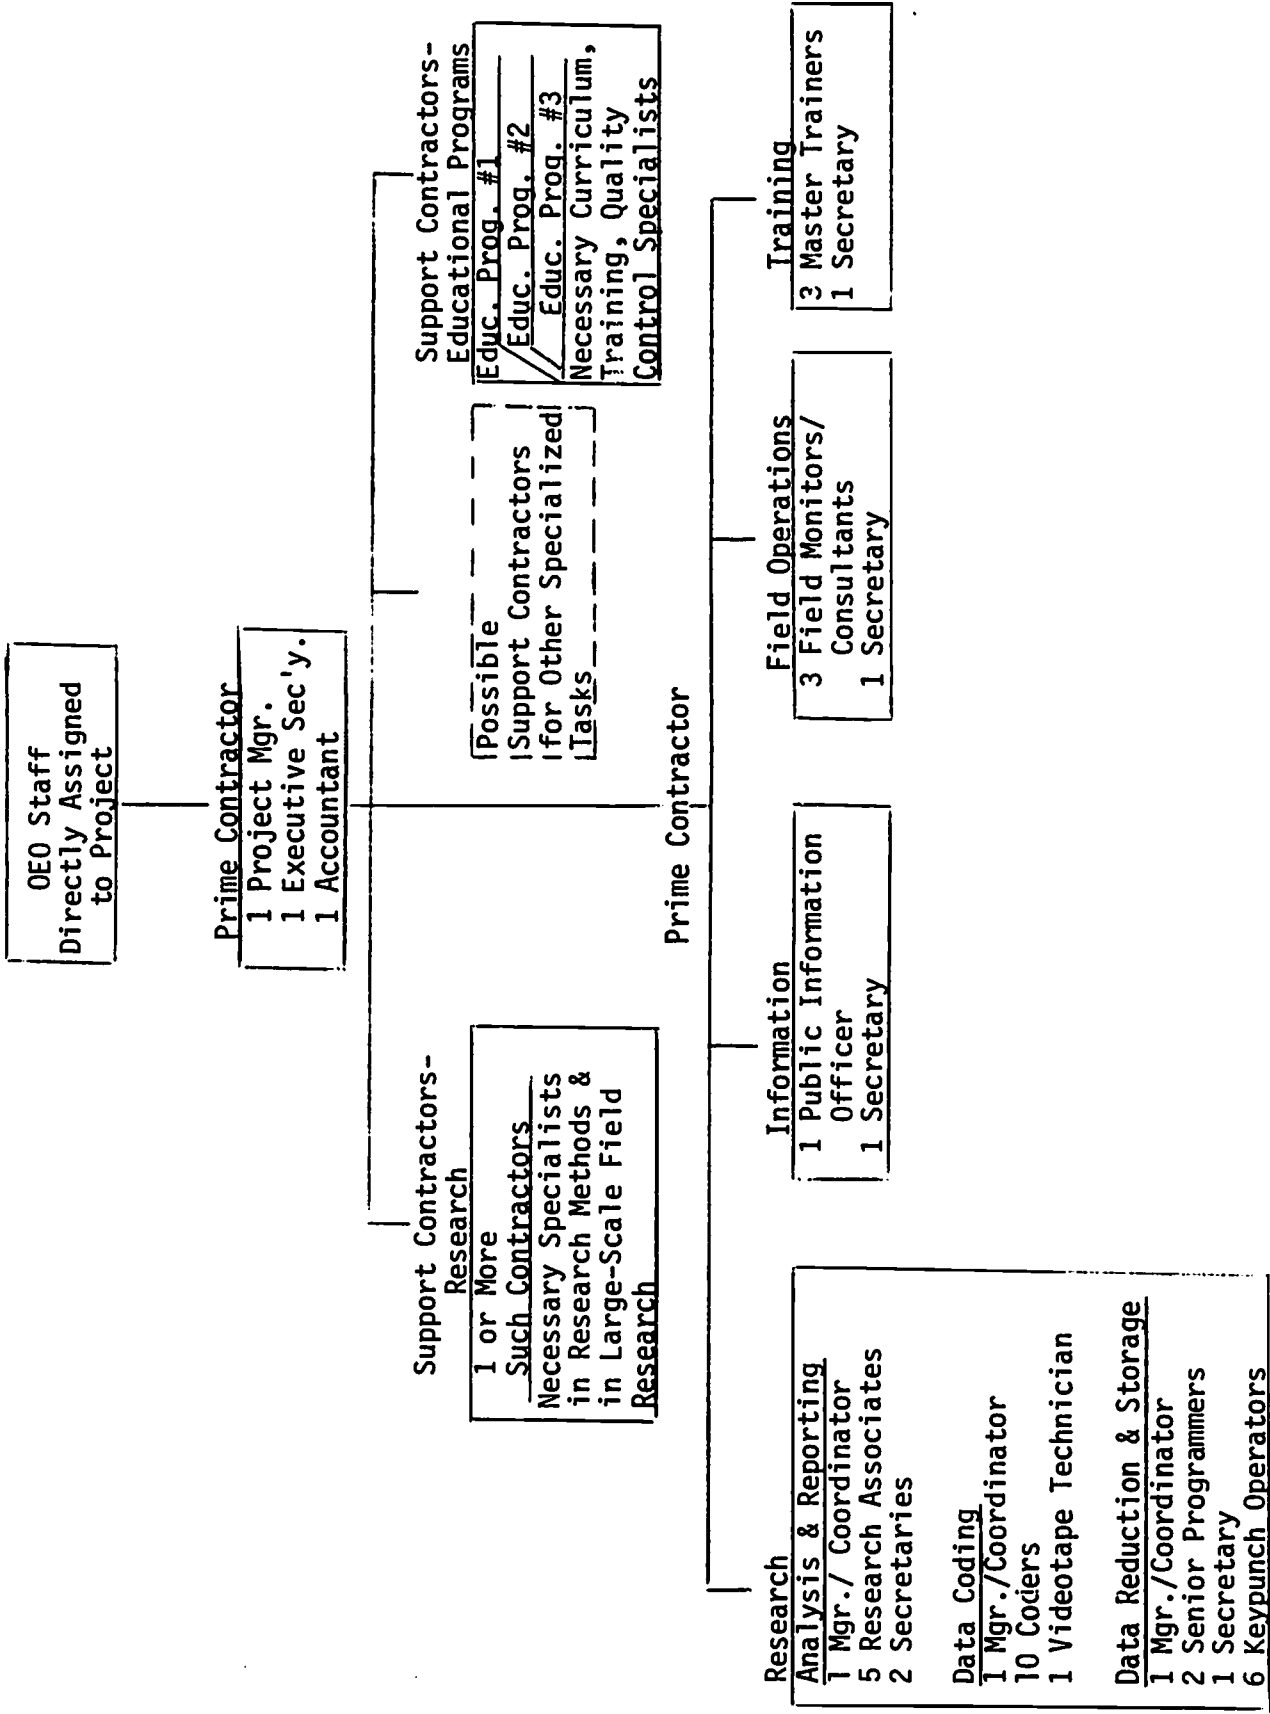 OEO Staff
Directly Assigned
to Project
Prime Contractor
1 Project Mgr.
1 Executive Sec'y.
1 Accountant
Support Contractors-
Research
1 or More
Such Contractors
Necessary Specialists
in Research Methods &
in Large-Scale Field
Research
Possible
Support Contractors
for Other Specialized
Tasks
Support Contractors-
Educational Programs
Educ. Prog. #1
Educ. Prog. #2
Educ. Prog. #3
Necessary Curriculum,
Training, Quality
Control Specialists
Prime Contractor
Research
Analysis & Reporting
1 Mgr./ Coordinator
5 Research Associates
2 Secretaries
Data Coding
1 Mgr./Coordinator
10 Coders
1 Videotape Technician
Data Reduction & Storage
1 Mgr./Coordinator
2 Senior Programmers
1 Secretary
6 Keypunch Operators
Information
1 Public Information
Officer
1 Secretary
Field Operations
3 Field Monitors/
Consultants
1 Secretary
Training
3 Master Trainers
1 Secretary